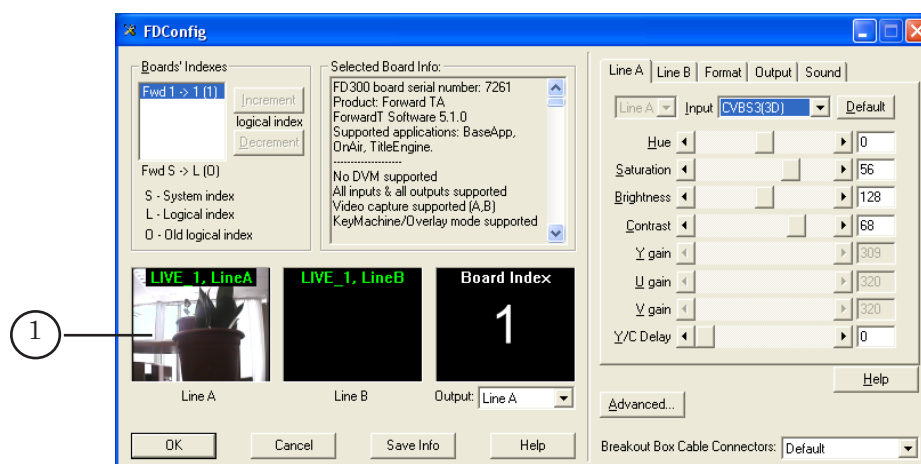 FDConfig
Boards' Indexes
Fwd 1 -> 1 (1)
Increment
logical index
Decrement
Fwd S -> L (O)
S - System index
L - Logical index
O - Old logical index
Selected Board Info:
FD300 board serial number: 7261
Product: Forward TA
ForwardT Software 5.1.0
Supported applications: BaseApp,
OnAir, TitleEngine.
--------------------
No DVM supported
All inputs & all outputs supported
Video capture supported (A,B)
KeyMachine/Overlay mode supported
LIVE_1, LineA
LIVE_1, LineB
Board Index
1
1
Line A
Line B
Output: Line A
OK
Cancel
Save Info
Help
Line A
Line B
Format
Output
Sound
Line A
Input
CVBS3(3D)
Default
Hue 0
Saturation 56
Brightness 128
Contrast 68
Y gain 309
U gain 320
V gain 320
Y/C Delay 0
Help
Advanced...
Breakout Box Cable Connectors: Default